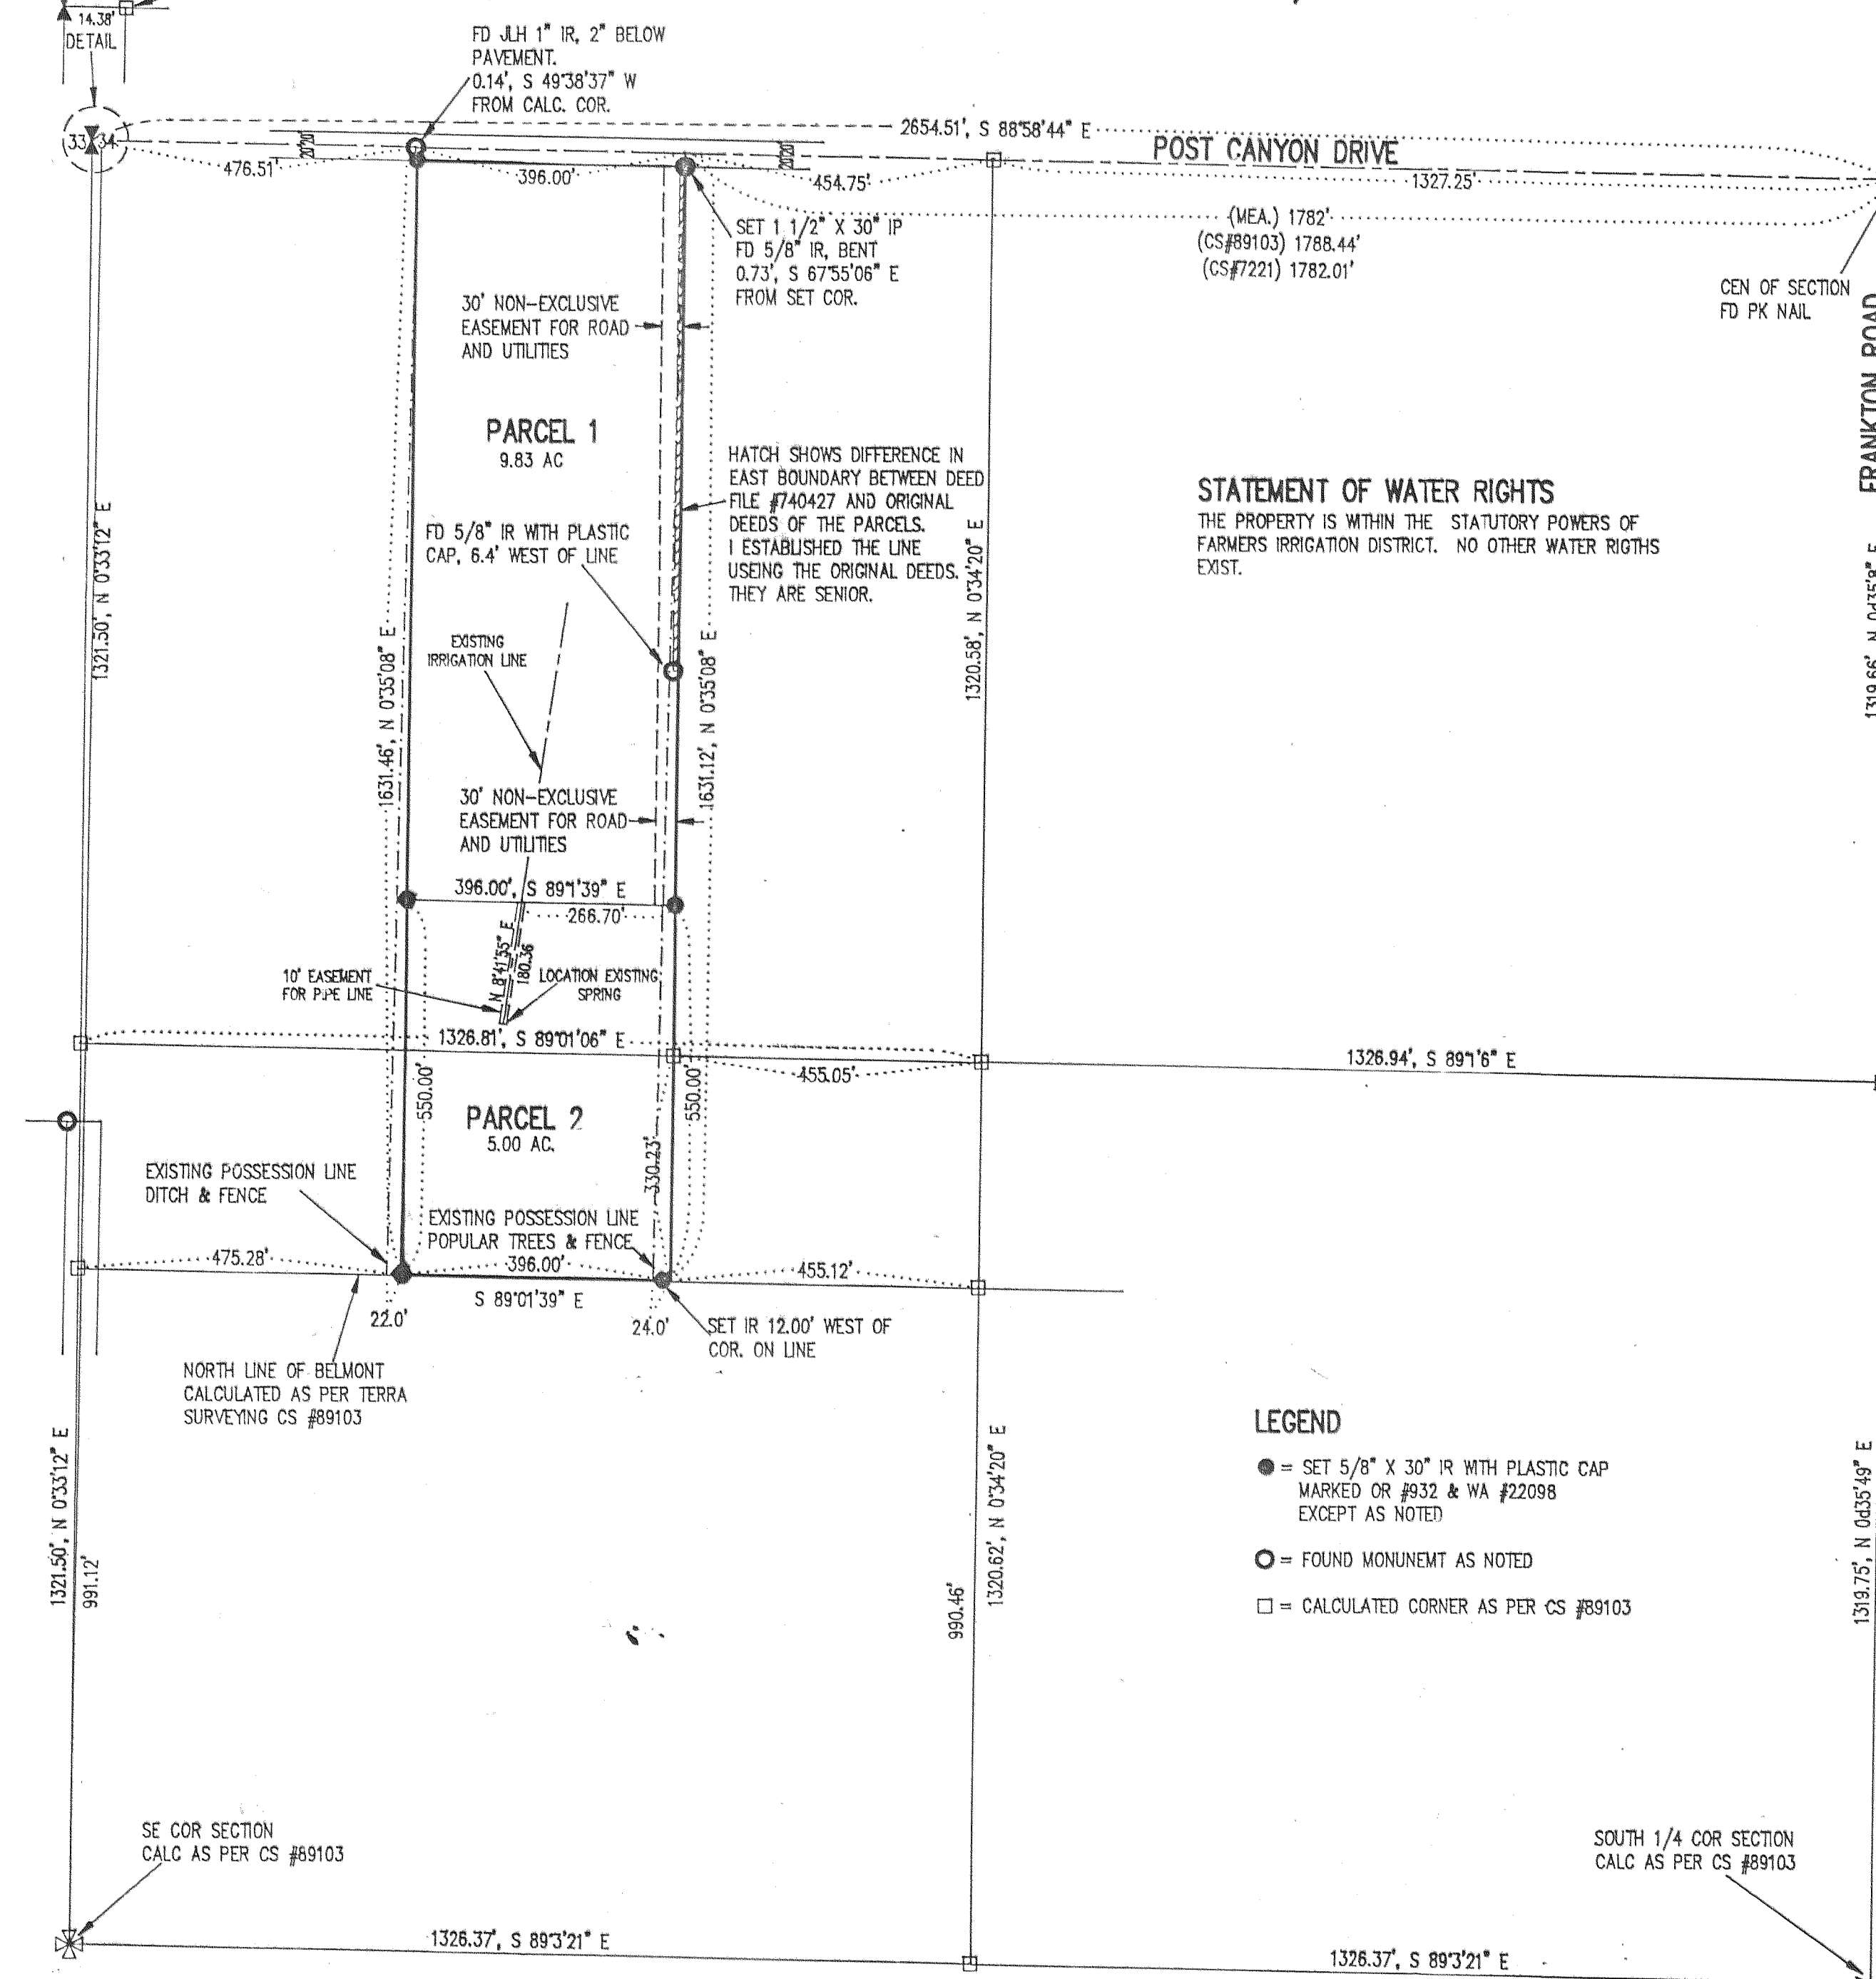 14.38'
DETAIL
FD JLH 1" IR, 2" BELOW
PAVEMENT.
0.14', S 49°38'37" W
FROM CALC. COR.
33 34
20'20'
476.51'
396.00'
2654.51', S 88°58'44" E
20'20'
454.75'
POST CANYON DRIVE
1327.25'
(MEA.) 1782'
(CS#89103) 1788.44'
(CS#7221) 1782.01'
SET 1 1/2" X 30" IP
FD 5/8" IR, BENT
0.73', S 67°55'06" E
FROM SET COR.
CEN OF SECTION
FD PK NAIL
FRANKTON ROAD
30' NON-EXCLUSIVE
EASEMENT FOR ROAD
AND UTILITIES
PARCEL 1
9.83 AC
HATCH SHOWS DIFFERENCE IN
EAST BOUNDARY BETWEEN DEED
FILE #740427 AND ORIGINAL
DEEDS OF THE PARCELS.
I ESTABLISHED THE LINE
USEING THE ORIGINAL DEEDS.
THEY ARE SENIOR.
STATEMENT OF WATER RIGHTS
THE PROPERTY IS WITHIN THE STATUTORY POWERS OF
FARMERS IRRIGATION DISTRICT. NO OTHER WATER RIGTHS
EXIST.
FD 5/8" IR WITH PLASTIC
CAP, 6.4' WEST OF LINE
1321.50', N 0°33'12" E
1631.46', N 0°35'08" E
1631.12', N 0°35'08" E
1320.58', N 0°34'20" E
1319.66', N 0d35'8" E
EXISTING
IRRIGATION LINE
30' NON-EXCLUSIVE
EASEMENT FOR ROAD
AND UTILITIES
396.00', S 89°1'39" E
266.70'
N 8°41'55" E
180.36
10' EASEMENT
FOR PIPE LINE
LOCATION EXISTING
SPRING
1326.81', S 89°01'06" E
455.05'
1326.94', S 89°1'6" E
550.00'
550.00'
PARCEL 2
5.00 AC.
330.23'
EXISTING POSSESSION LINE
DITCH & FENCE
EXISTING POSSESSION LINE
POPULAR TREES & FENCE
475.28'
396.00'
455.12'
S 89°01'39" E
22.0'
24.0'
SET IR 12.00' WEST OF
COR. ON LINE
NORTH LINE OF BELMONT
CALCULATED AS PER TERRA
SURVEYING CS #89103
LEGEND
= SET 5/8" X 30" IR WITH PLASTIC CAP
MARKED OR #932 & WA #22098
EXCEPT AS NOTED
= FOUND MONUNEMT AS NOTED
= CALCULATED CORNER AS PER CS #89103
1321.50', N 0°33'12" E
991.12'
990.46'
1320.62', N 0°34'20" E
1319.75', N 0d35'49" E
SE COR SECTION
CALC AS PER CS #89103
SOUTH 1/4 COR SECTION
CALC AS PER CS #89103
1326.37', S 89°3'21" E
1326.37', S 89°3'21" E